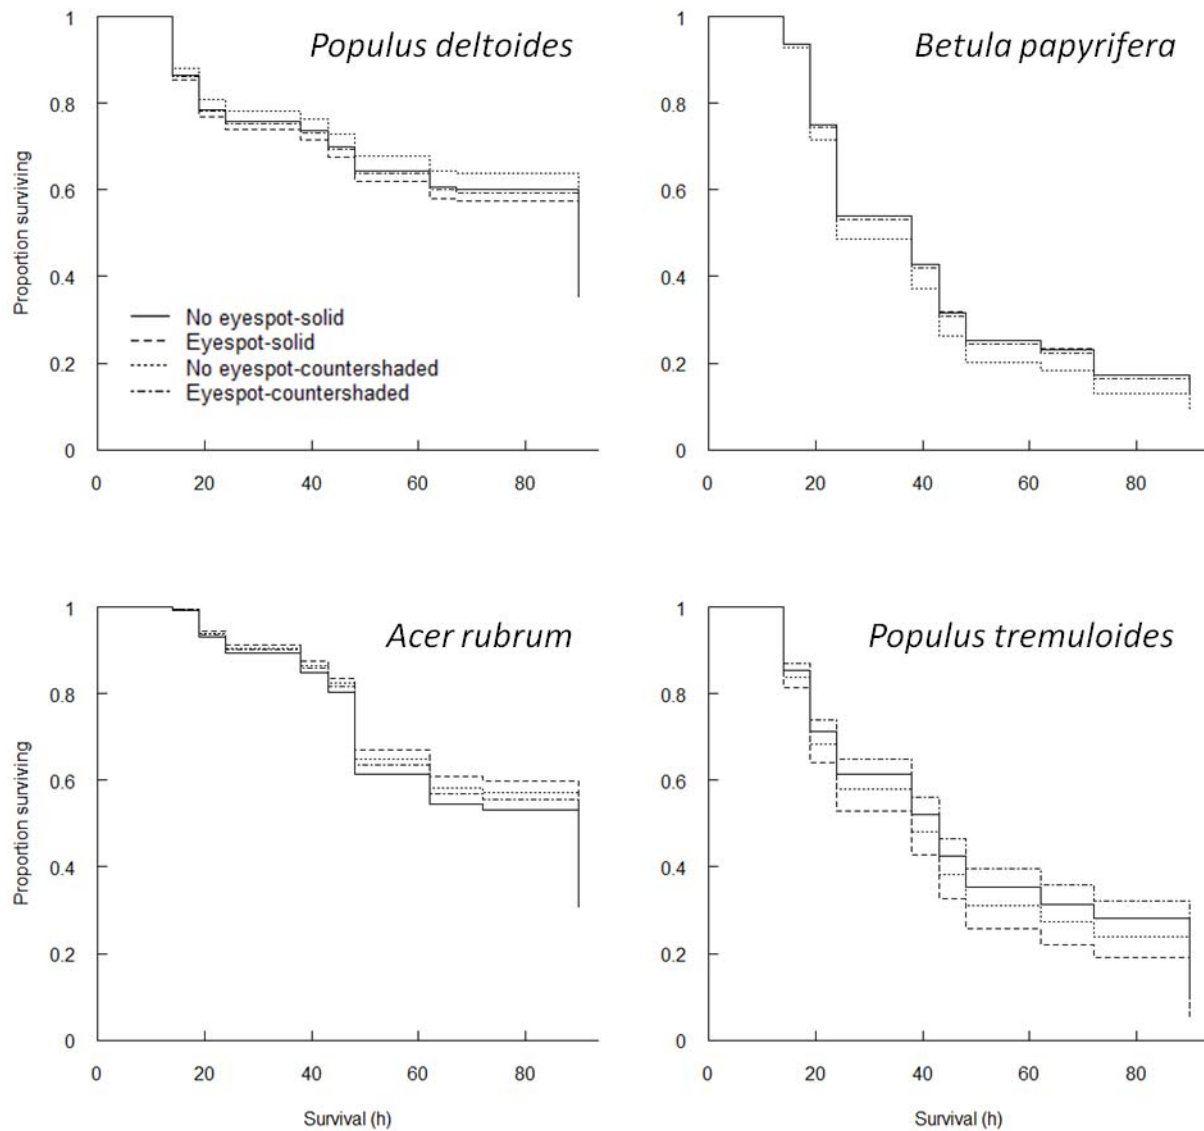 Populus deltoides
Proportion surviving
1
0.8
0.6
0.4
0.2
0
No eyespot-solid
Eyespot-solid
No eyespot-countershaded
Eyespot-countershaded
0 20 40 60 80
Betula papyrifera
1
0.8
0.6
0.4
0.2
0
0 20 40 60 80
Acer rubrum
Proportion surviving
1
0.8
0.6
0.4
0.2
0
0 20 40 60 80
Survival (h)
Populus tremuloides
1
0.8
0.6
0.4
0.2
0
0 20 40 60 80
Survival (h)